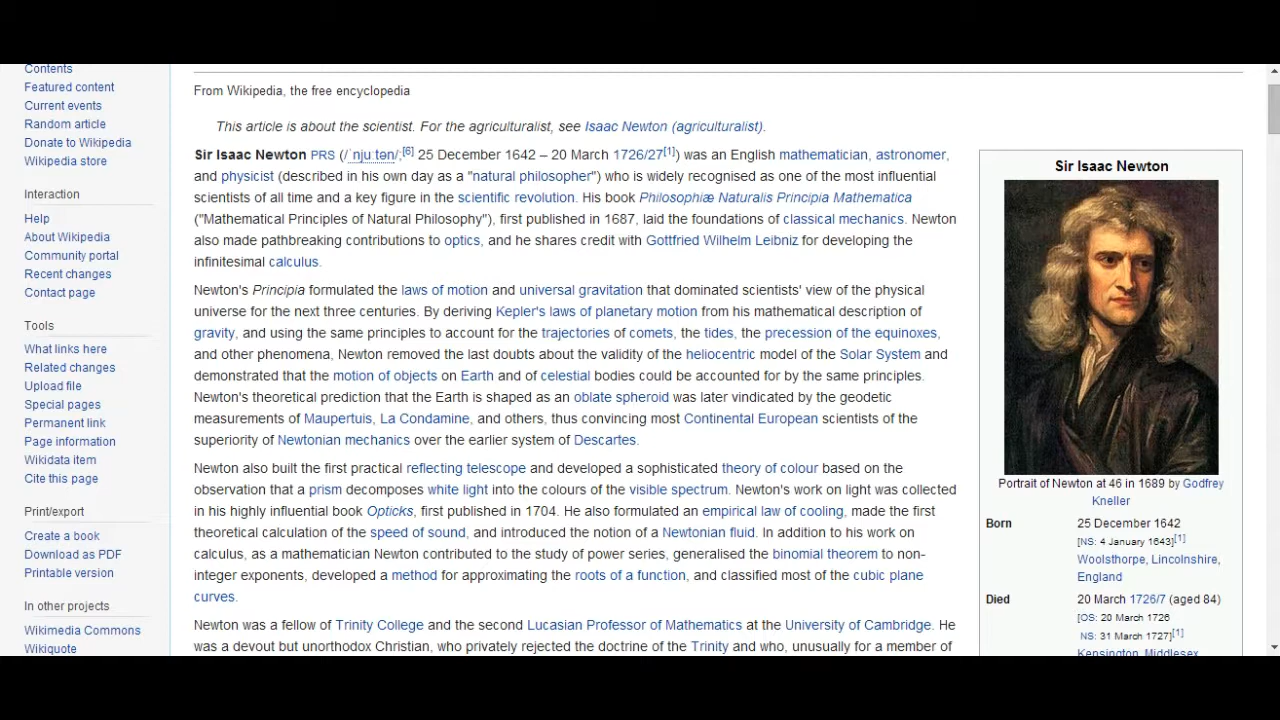 Contents
Featured content
Current events
Random article
Donate to Wikipedia
Wikipedia store
Interaction
Help
About Wikipedia
Community portal
Recent changes
Contact page
Tools
What links here
Related changes
Upload file
Special pages
Permanent link
Page information
Wikidata item
Cite this page
Print/export
Create a book
Download as PDF
Printable version
In other projects
Wikimedia Commons
Wikiquote
From Wikipedia, the free encyclopedia
This article is about the scientist. For the agriculturalist, see Isaac Newton (agriculturalist).
Sir Isaac Newton PRS (/ˈnjuːtən/;[6] 25 December 1642 – 20 March 1726/27[1]) was an English mathematician, astronomer,
and physicist (described in his own day as a "natural philosopher") who is widely recognised as one of the most influential
scientists of all time and a key figure in the scientific revolution. His book Philosophiæ Naturalis Principia Mathematica
("Mathematical Principles of Natural Philosophy"), first published in 1687, laid the foundations of classical mechanics. Newton
also made pathbreaking contributions to optics, and he shares credit with Gottfried Wilhelm Leibniz for developing the
infinitesimal calculus.
Newton's Principia formulated the laws of motion and universal gravitation that dominated scientists' view of the physical
universe for the next three centuries. By deriving Kepler's laws of planetary motion from his mathematical description of
gravity, and using the same principles to account for the trajectories of comets, the tides, the precession of the equinoxes,
and other phenomena, Newton removed the last doubts about the validity of the heliocentric model of the Solar System and
demonstrated that the motion of objects on Earth and of celestial bodies could be accounted for by the same principles.
Newton's theoretical prediction that the Earth is shaped as an oblate spheroid was later vindicated by the geodetic
measurements of Maupertuis, La Condamine, and others, thus convincing most Continental European scientists of the
superiority of Newtonian mechanics over the earlier system of Descartes.
Newton also built the first practical reflecting telescope and developed a sophisticated theory of colour based on the
observation that a prism decomposes white light into the colours of the visible spectrum. Newton's work on light was collected
in his highly influential book Opticks, first published in 1704. He also formulated an empirical law of cooling, made the first
theoretical calculation of the speed of sound, and introduced the notion of a Newtonian fluid. In addition to his work on
calculus, as a mathematician Newton contributed to the study of power series, generalised the binomial theorem to non-
integer exponents, developed a method for approximating the roots of a function, and classified most of the cubic plane
curves.
Newton was a fellow of Trinity College and the second Lucasian Professor of Mathematics at the University of Cambridge. He
was a devout but unorthodox Christian, who privately rejected the doctrine of the Trinity and who, unusually for a member of
Sir Isaac Newton
Portrait of Newton at 46 in 1689 by Godfrey
Kneller
Born 25 December 1642
[NS: 4 January 1643][1]
Woolsthorpe, Lincolnshire,
England
Died 20 March 1726/7 (aged 84)
[OS: 20 March 1726
NS: 31 March 1727][1]
Kensington, Middlesex